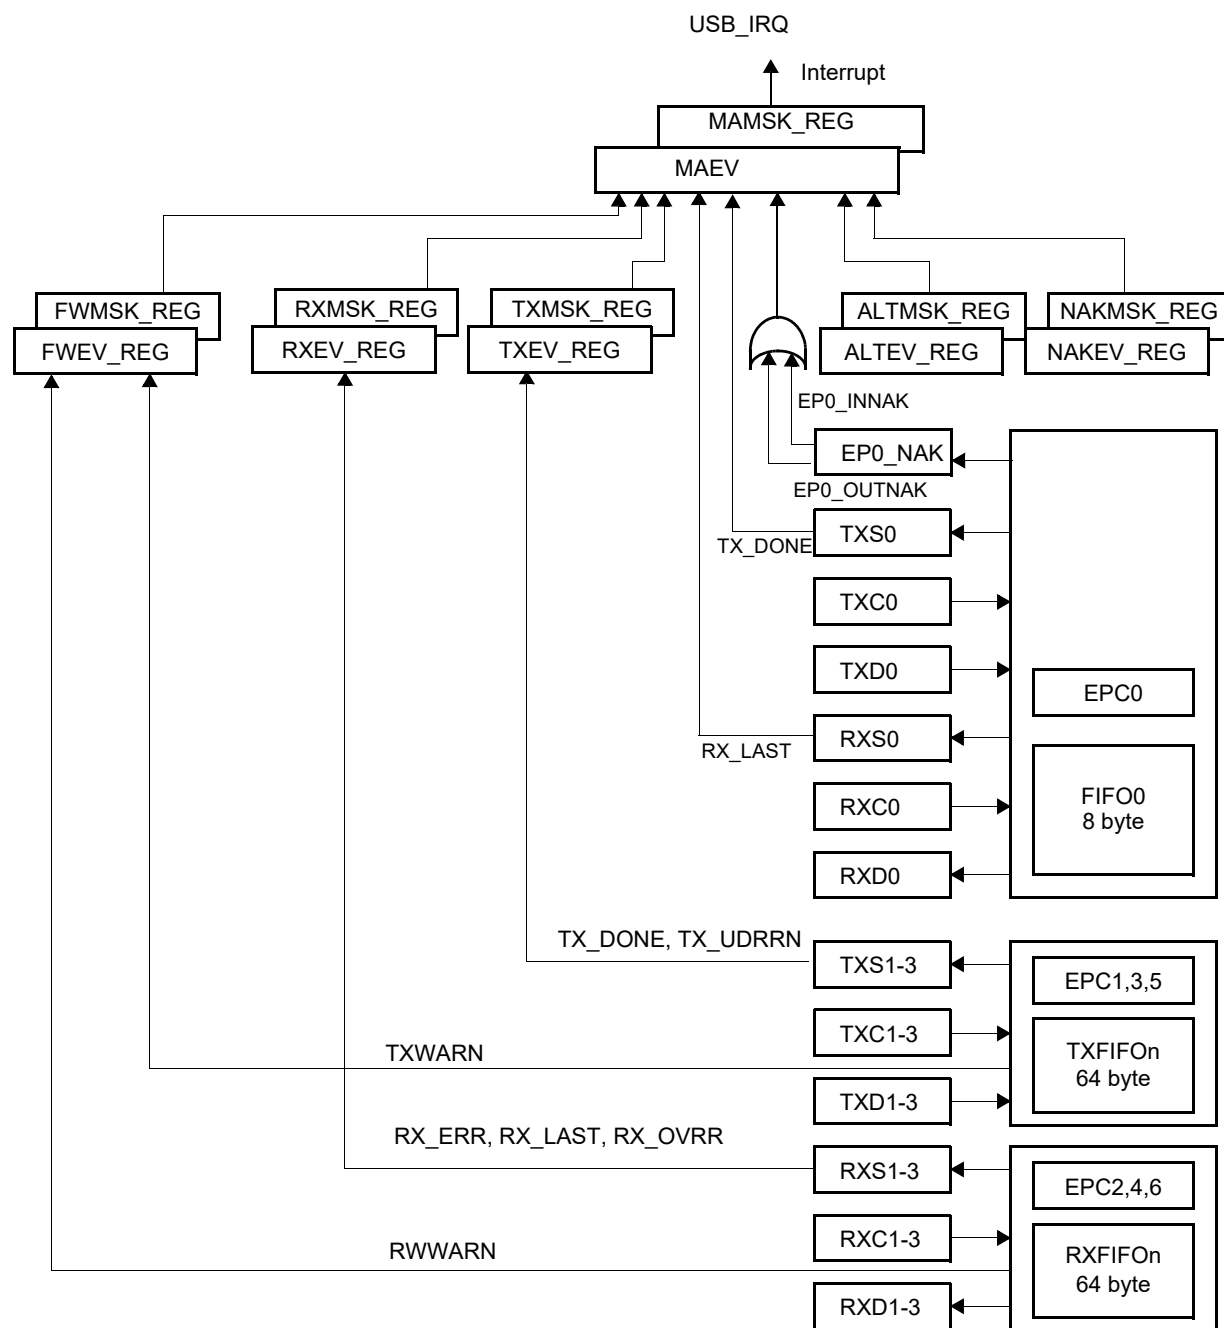 USB_IRQ
Interrupt
MAMSK_REG
MAEV
FWMSK_REG
RXMSK_REG
TXMSK_REG
ALTMSK_REG
NAKMSK_REG
FWEV_REG
RXEV_REG
TXEV_REG
ALTEV_REG
NAKEV_REG
EP0_INNAK
EP0_NAK
EP0_OUTNAK
TXS0
TX_DONE
TXC0
TXD0
EPC0
RXS0
RX_LAST
RXC0
FIFO0
8 byte
RXD0
TX_DONE, TX_UDRRN
TXS1-3
EPC1,3,5
TXC1-3
TXWARN
TXFIFOn
64 byte
TXD1-3
RX_ERR, RX_LAST, RX_OVRR
RXS1-3
EPC2,4,6
RXC1-3
RWWARN
RXFIFOn
64 byte
RXD1-3